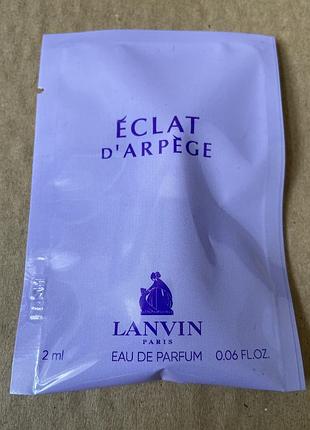 ÉCLAT
D'ARPÈGE
LANVIN
PARIS
2 ml EAU DE PARFUM 0.06 FL.OZ.